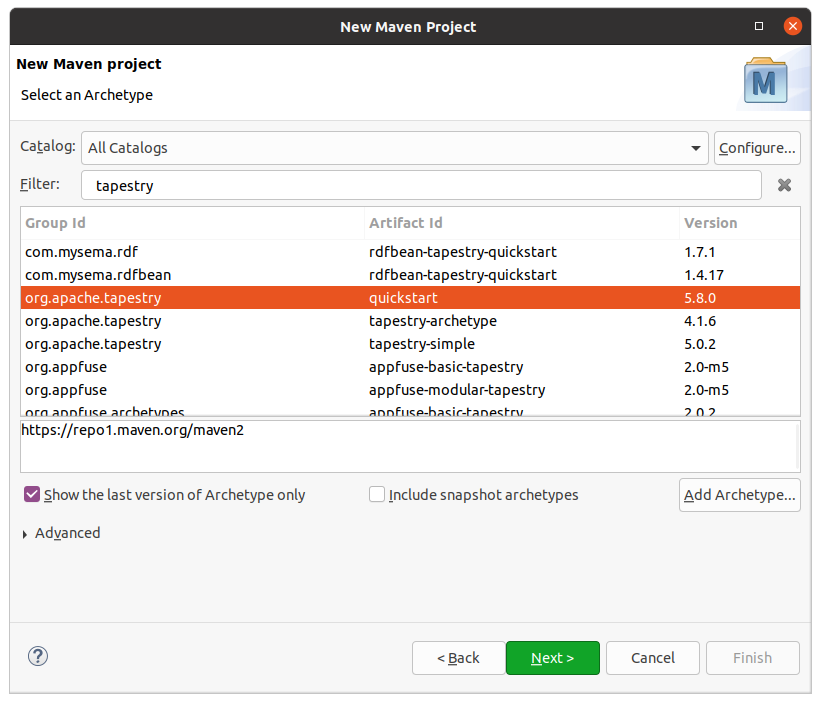 New Maven Project
New Maven project
Select an Archetype
M
Catalog: All Catalogs Configure...
Filter: tapestry
Group Id Artifact Id Version
com.mysema.rdf rdfbean-tapestry-quickstart 1.7.1
com.mysema.rdfbean rdfbean-tapestry-quickstart 1.4.17
org.apache.tapestry quickstart 5.8.0
org.apache.tapestry tapestry-archetype 4.1.6
org.apache.tapestry tapestry-simple 5.0.2
org.appfuse appfuse-basic-tapestry 2.0-m5
org.appfuse appfuse-modular-tapestry 2.0-m5
org.appfuse.archetypes appfuse-basic-tapestry 2.0.2
https://repo1.maven.org/maven2
Show the last version of Archetype only Include snapshot archetypes Add Archetype...
Advanced
? < Back Next > Cancel Finish